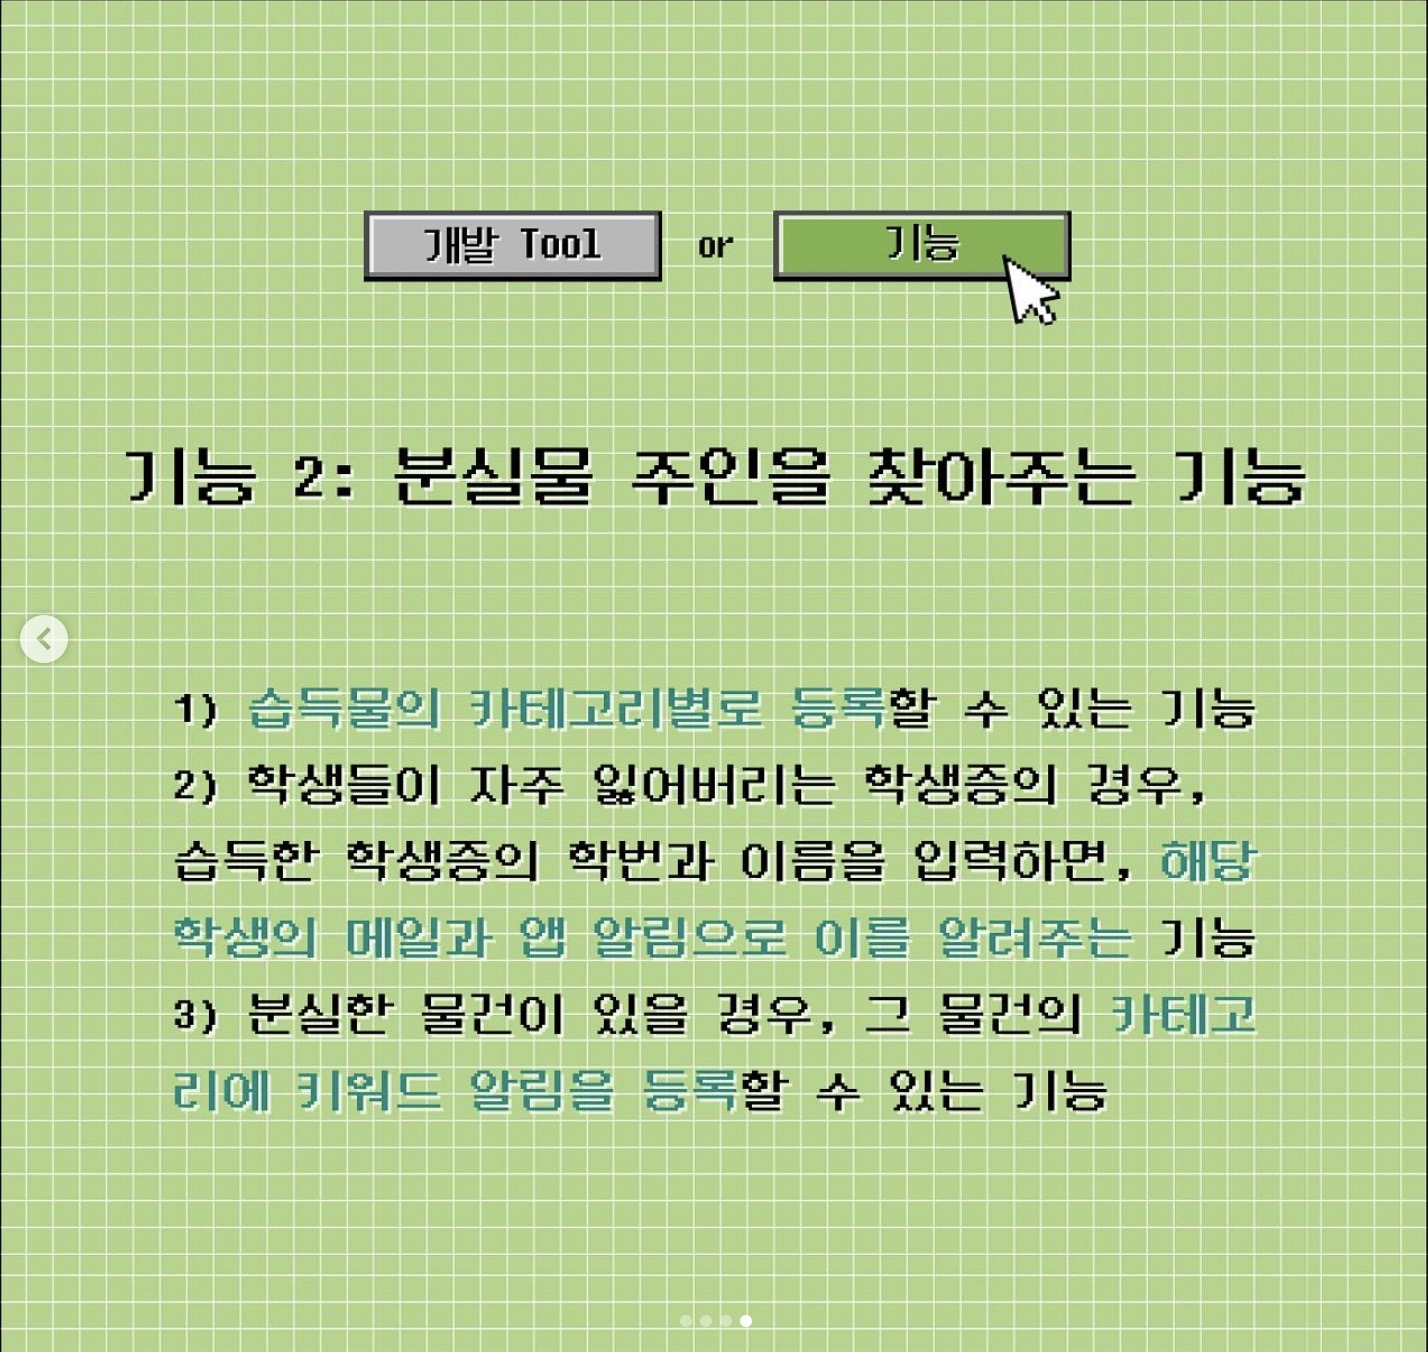 개발 Tool or 기능
기능 2: 분실물 주인을 찾아주는 기능
1) 습득물의 카테고리별로 등록할 수 있는 기능
2) 학생들이 자주 잃어버리는 학생증의 경우,
습득한 학생증의 학번과 이름을 입력하면, 해당
학생의 메일과 앱 알림으로 이를 알려주는 기능
3) 분실한 물건이 있을 경우, 그 물건의 카테고
리에 키워드 알림을 등록할 수 있는 기능